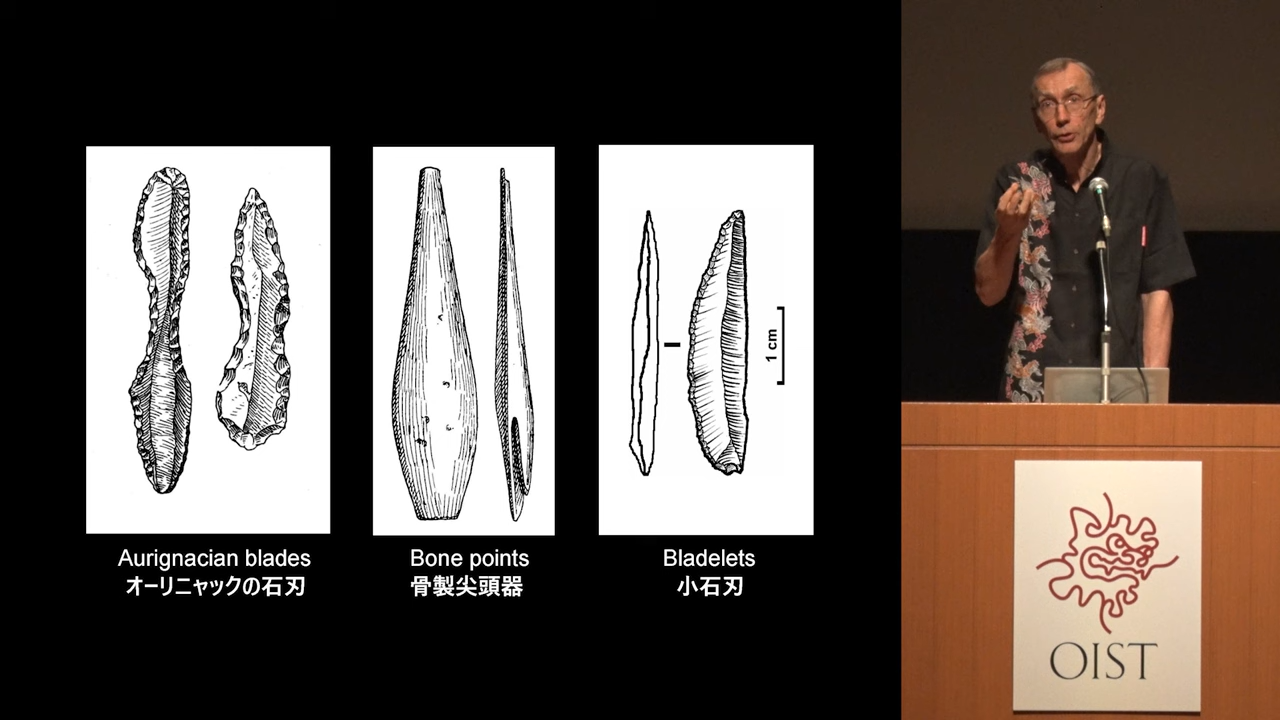 Aurignacian blades
オーリニャックの石刃
Bone points
骨製尖頭器
Bladelets
小石刃
1 cm
OIST